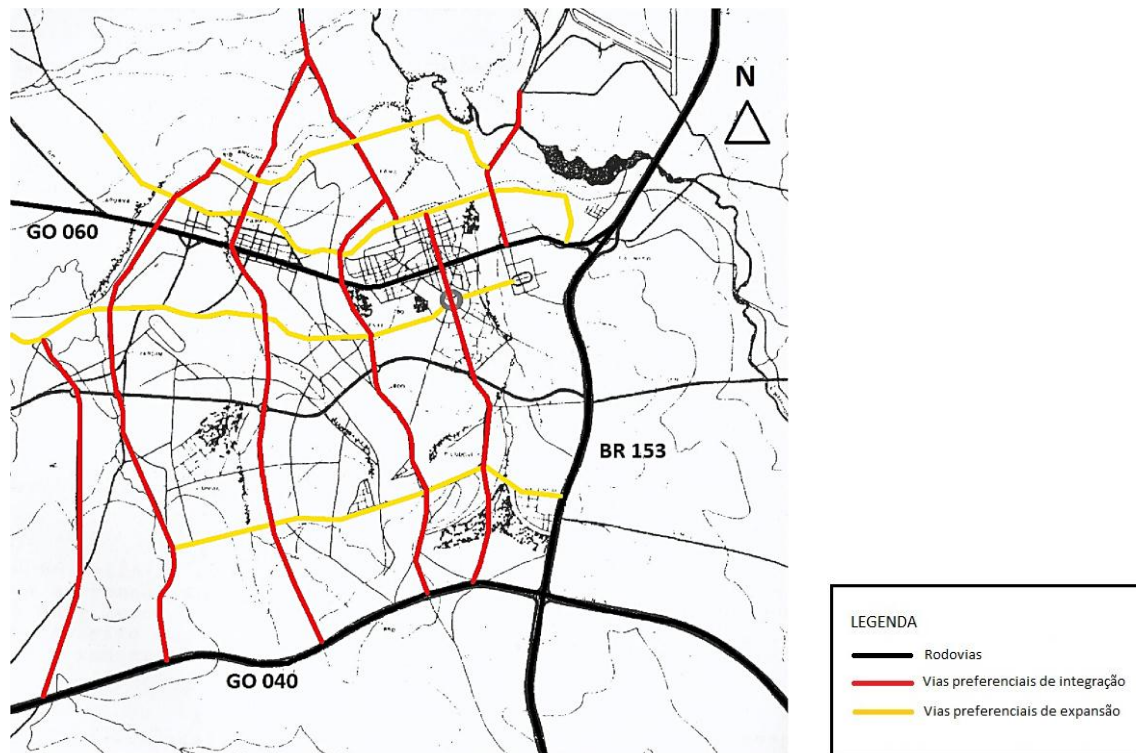 N
GO 060
BR 153
GO 040
LEGENDA
Rodovias
Vias preferenciais de integração
Vias preferenciais de expansão